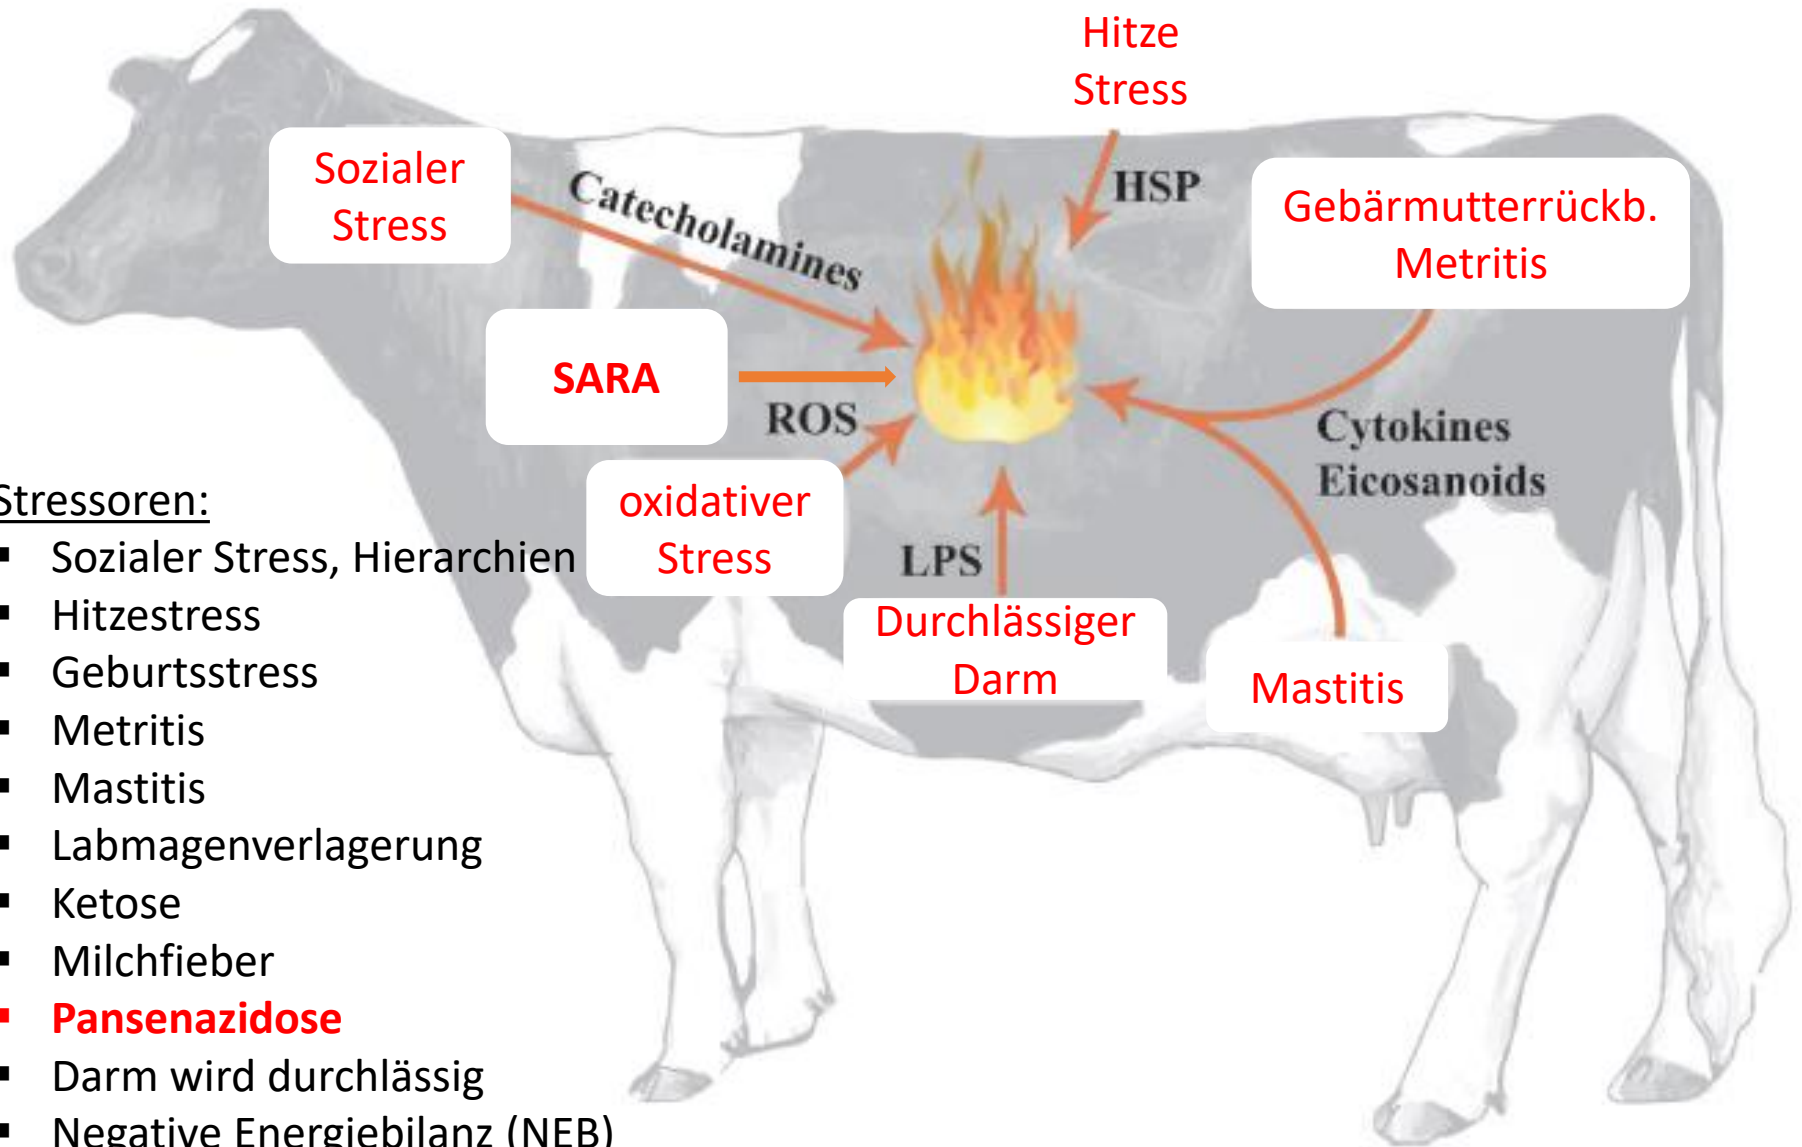 Hitze
Stress
Sozialer
Stress
Catecholamines
HSP
Gebärmutterrückb.
Metritis
SARA
ROS
Cytokines
Eicosanoids
oxidativer
Stress
LPS
Durchlässiger
Darm
Mastitis
Stressoren:
▪ Sozialer Stress, Hierarchien
▪ Hitzestress
▪ Geburtsstress
▪ Metritis
▪ Mastitis
▪ Labmagenverlagerung
▪ Ketose
▪ Milchfieber
▪ Pansenazidose
▪ Darm wird durchlässig
▪ Negative Energiebilanz (NEB)